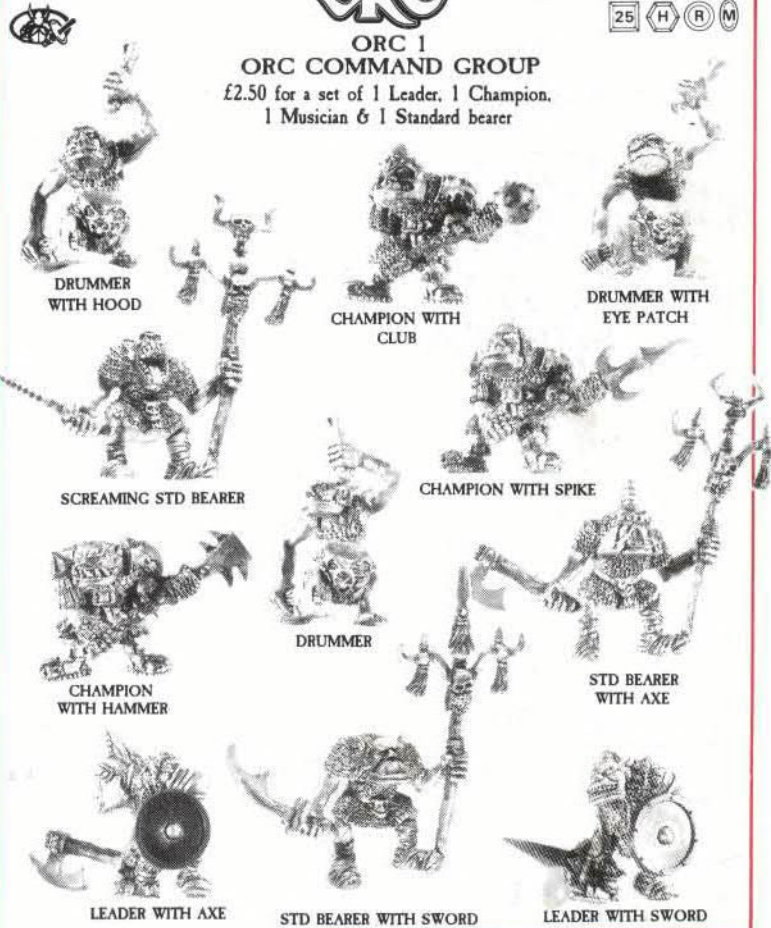 25 H R M
ORC 1
ORC COMMAND GROUP
£2.50 for a set of 1 Leader, 1 Champion,
1 Musician & 1 Standard bearer
DRUMMER
WITH HOOD
CHAMPION WITH
CLUB
DRUMMER WITH
EYE PATCH
SCREAMING STD BEARER
CHAMPION WITH SPIKE
DRUMMER
CHAMPION
WITH HAMMER
STD BEARER
WITH AXE
LEADER WITH AXE
STD BEARER WITH SWORD
LEADER WITH SWORD